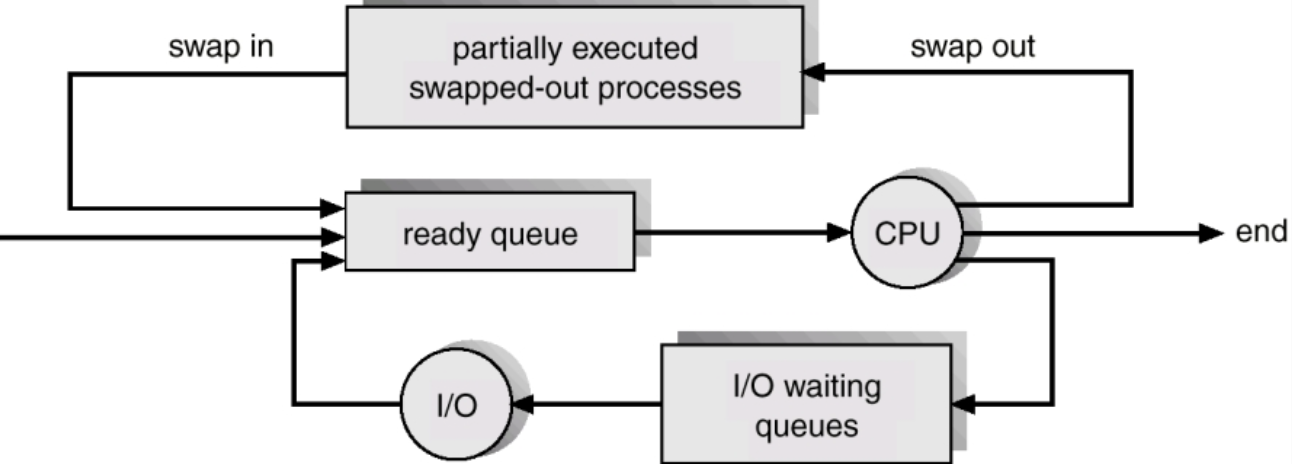 swap in
partially executed
swapped-out processes
swap out
ready queue
CPU
end
I/O
I/O waiting
queues